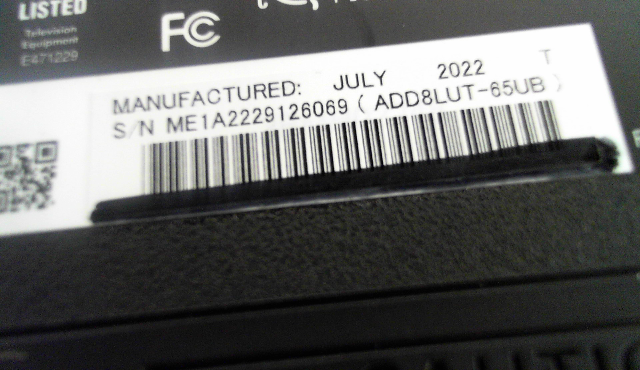 LISTED
Television
Equipment
E471229
FC
MANUFACTURED: JULY 2022 T
S/N ME1A2229126069 ( ADD8LUT-65UB )